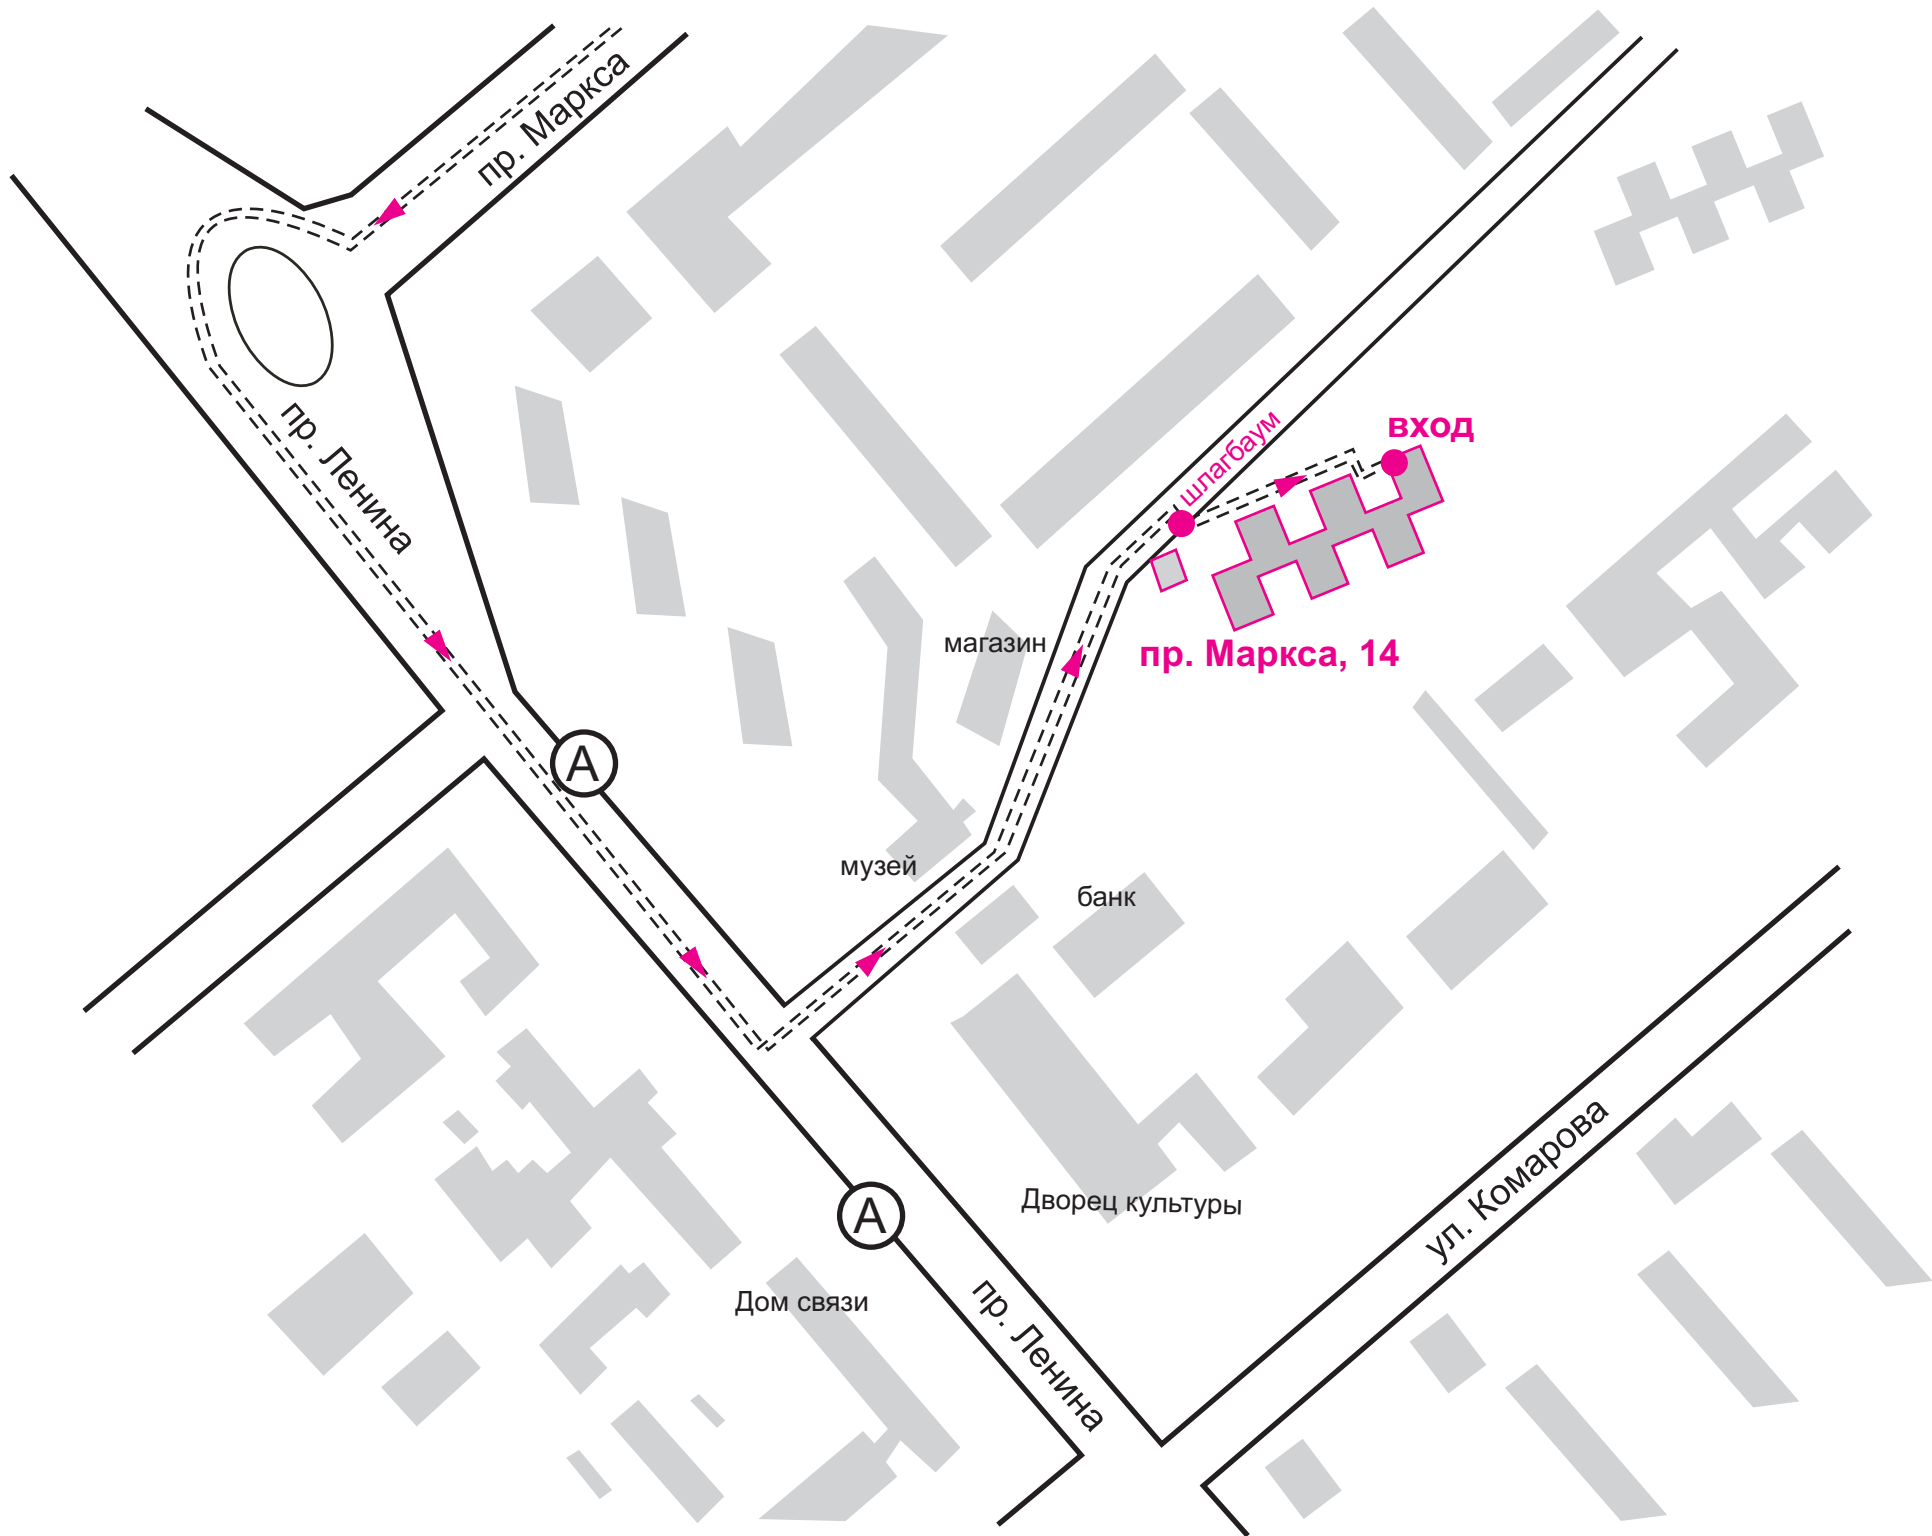 пр. Маркса
пр. Ленина
шлагбаум
вход
магазин
пр. Маркса, 14
А
музей
банк
ул. Комарова
Дворец культуры
А
Дом связи
пр. Ленина